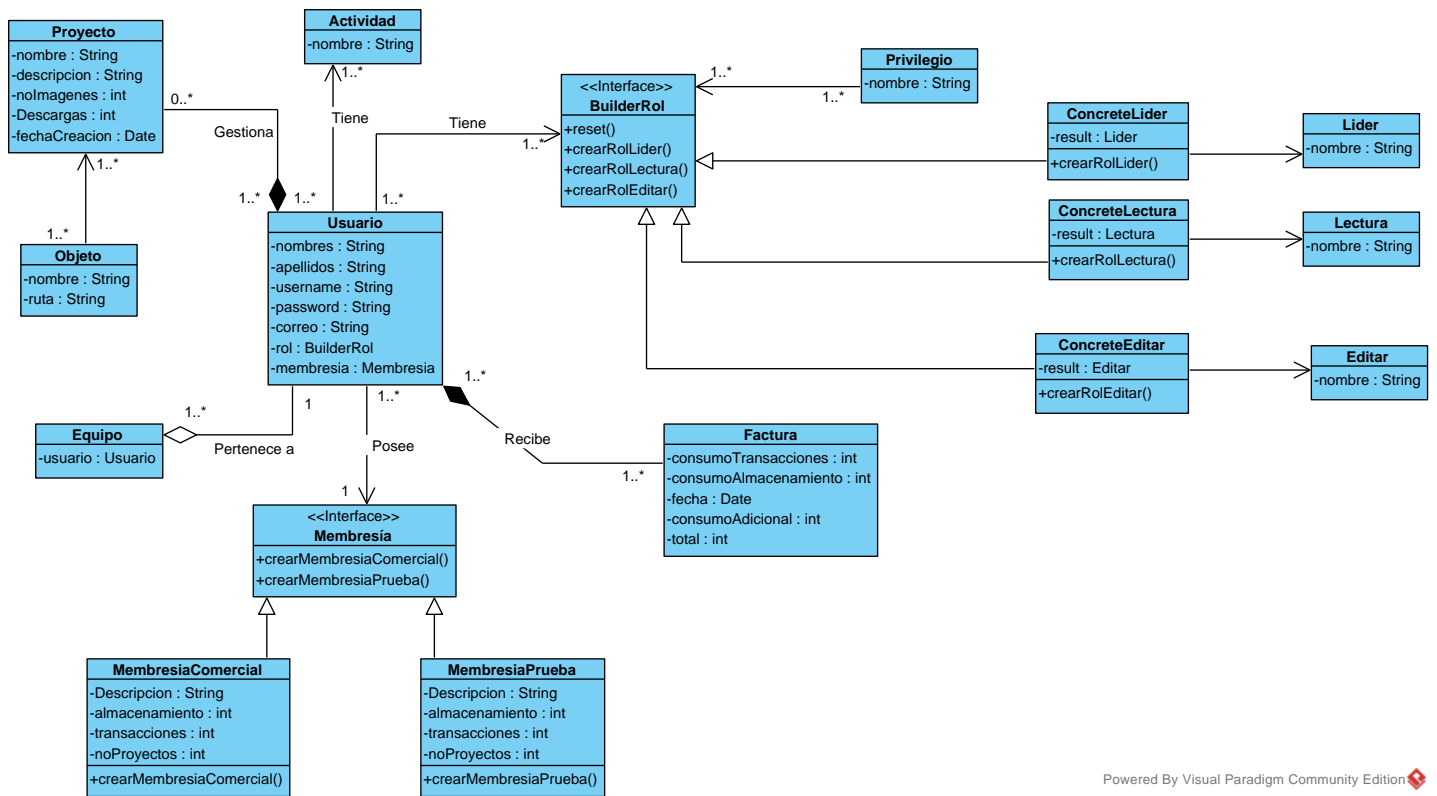 Proyecto
-nombre : String
-descripcion : String
-noImagenes : int
-Descargas : int
-fechaCreacion : Date
Actividad
-nombre : String
1..*
Tiene
0..*
Gestiona
1..*
1..*
1..*
1..*
Objeto
-nombre : String
-ruta : String
Usuario
-nombres : String
-apellidos : String
-username : String
-password : String
-correo : String
-rol : BuilderRol
-membresia : Membresia
Tiene
1..*
1..*
<<Interface>>
BuilderRol
+reset()
+crearRolLider()
+crearRolLectura()
+crearRolEditar()
1..*
1..*
Privilegio
-nombre : String
ConcreteLider
-result : Lider
+crearRolLider()
Lider
-nombre : String
ConcreteLectura
-result : Lectura
+crearRolLectura()
Lectura
-nombre : String
ConcreteEditar
-result : Editar
+crearRolEditar()
Editar
-nombre : String
1..*
1
Pertenece a
Equipo
-usuario : Usuario
1..*
Posee
1
1..*
Recibe
1..*
Factura
-consumoTransacciones : int
-consumoAlmacenamiento : int
-fecha : Date
-consumoAdicional : int
-total : int
<<Interface>>
Membresía
+crearMembresiaComercial()
+crearMembresiaPrueba()
MembresiaComercial
-Descripcion : String
-almacenamiento : int
-transacciones : int
-noProyectos : int
+crearMembresiaComercial()
MembresiaPrueba
-Descripcion : String
-almacenamiento : int
-transacciones : int
-noProyectos : int
+crearMembresiaPrueba()
Powered By Visual Paradigm Community Edition